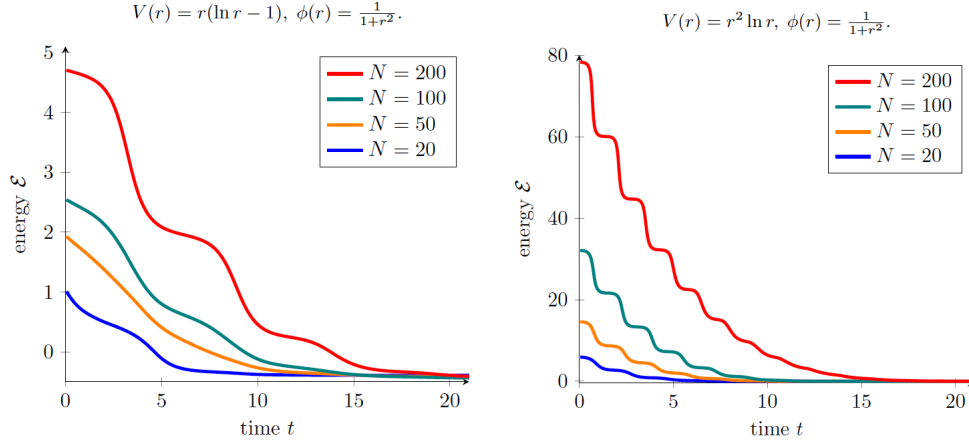 V(r) = r(ln r − 1), ϕ(r) = 1/(1+r²).
5
4
3
2
1
0
energy ℰ
N = 200
N = 100
N = 50
N = 20
0 5 10 15 20
time t
V(r) = r² ln r, ϕ(r) = 1/(1+r²).
80
60
40
20
0
energy ℰ
N = 200
N = 100
N = 50
N = 20
0 5 10 15 20
time t